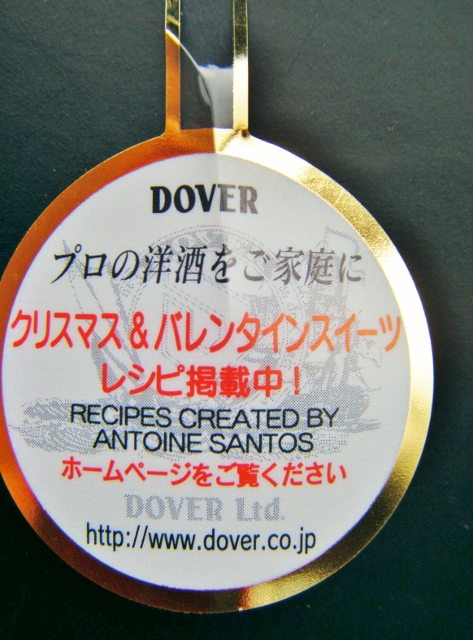 DOVER
プロの洋酒をご家庭に
クリスマス＆バレンタインスイーツ
レシピ掲載中！
RECIPES CREATED BY
ANTOINE SANTOS
ホームページをご覧ください
DOVER Ltd.
http://www.dover.co.jp